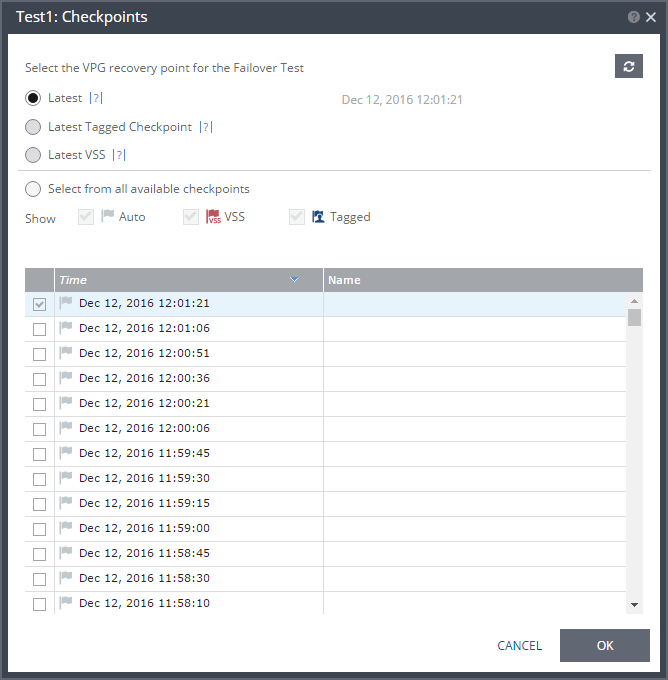 Test1: Checkpoints
Select the VPG recovery point for the Failover Test
Latest |?| Dec 12, 2016 12:01:21
Latest Tagged Checkpoint |?|
Latest VSS |?|
Select from all available checkpoints
Show Auto VSS VSS Tagged
Time Name
Dec 12, 2016 12:01:21
Dec 12, 2016 12:01:06
Dec 12, 2016 12:00:51
Dec 12, 2016 12:00:36
Dec 12, 2016 12:00:21
Dec 12, 2016 12:00:06
Dec 12, 2016 11:59:45
Dec 12, 2016 11:59:30
Dec 12, 2016 11:59:15
Dec 12, 2016 11:59:00
Dec 12, 2016 11:58:45
Dec 12, 2016 11:58:30
Dec 12, 2016 11:58:10
CANCEL OK